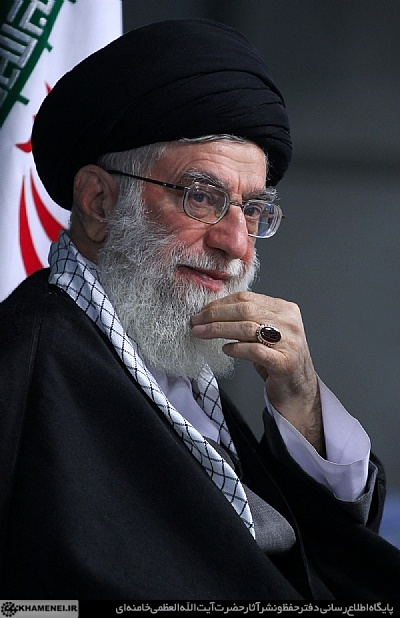 KHAMENEI.IR
پایگاه اطلاع‌رسانی دفتر حفظ و نشر آثار حضرت آیت‌الله‌العظمی خامنه‌ای